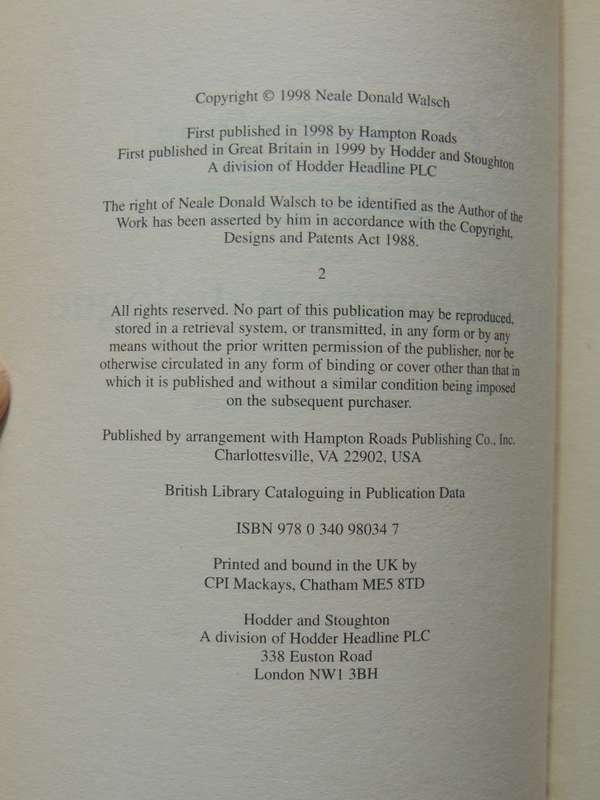 Copyright © 1998 Neale Donald Walsch
First published in 1998 by Hampton Roads
First published in Great Britain in 1999 by Hodder and Stoughton
A division of Hodder Headline PLC
The right of Neale Donald Walsch to be identified as the Author of the
Work has been asserted by him in accordance with the Copyright,
Designs and Patents Act 1988.
2
All rights reserved. No part of this publication may be reproduced,
stored in a retrieval system, or transmitted, in any form or by any
means without the prior written permission of the publisher, nor be
otherwise circulated in any form of binding or cover other than that in
which it is published and without a similar condition being imposed
on the subsequent purchaser.
Published by arrangement with Hampton Roads Publishing Co., Inc.
Charlottesville, VA 22902, USA
British Library Cataloguing in Publication Data
ISBN 978 0 340 98034 7
Printed and bound in the UK by
CPI Mackays, Chatham ME5 8TD
Hodder and Stoughton
A division of Hodder Headline PLC
338 Euston Road
London NW1 3BH